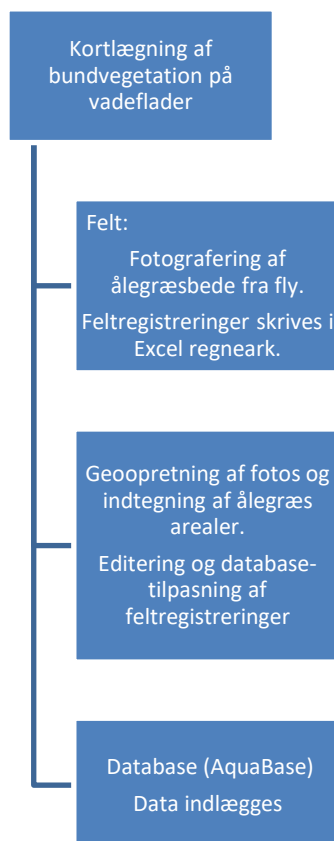 Kortlægning af
bundvegetation på
vadeflader
Felt:
Fotografering af
ålegræsbede fra fly.
Feltregistreringer skrives i
Excel regneark.
Geoopretning af fotos og
indtegning af ålegræs
arealer.
Editering og database-
tilpasning af
feltregistreringer
Database (AquaBase)
Data indlægges